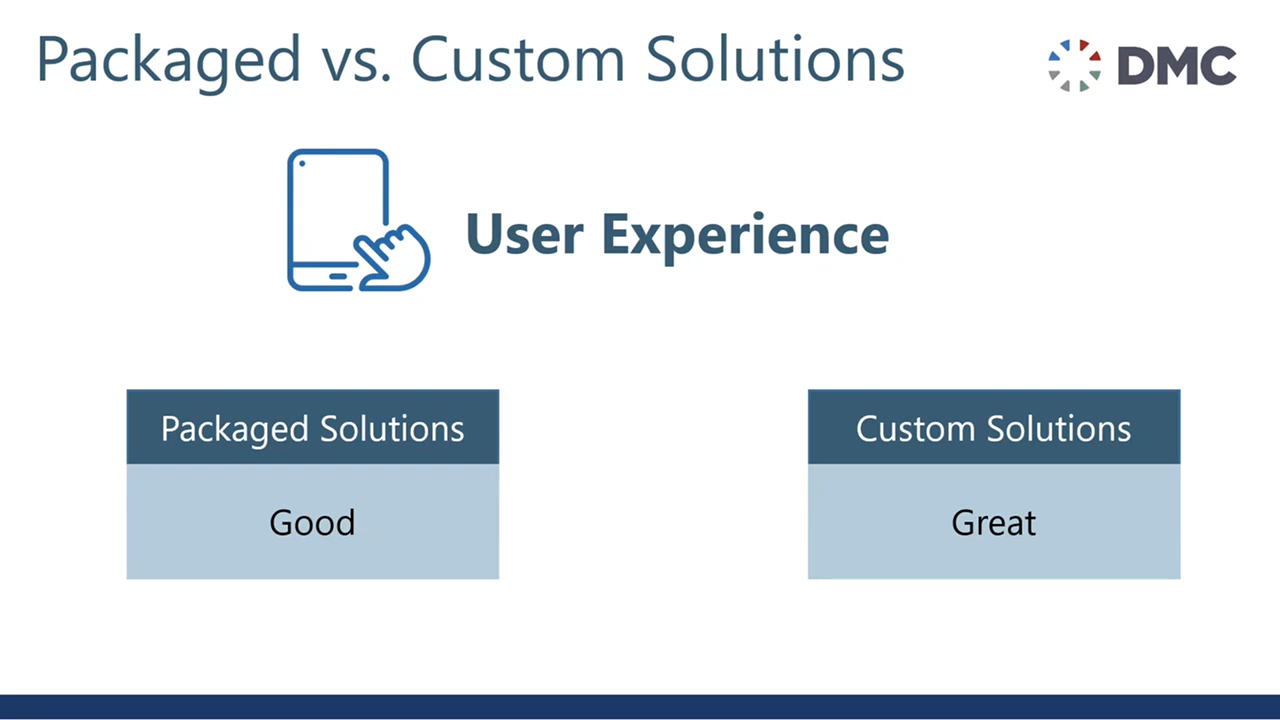 Packaged vs. Custom Solutions
DMC
User Experience
Packaged Solutions
Good
Custom Solutions
Great